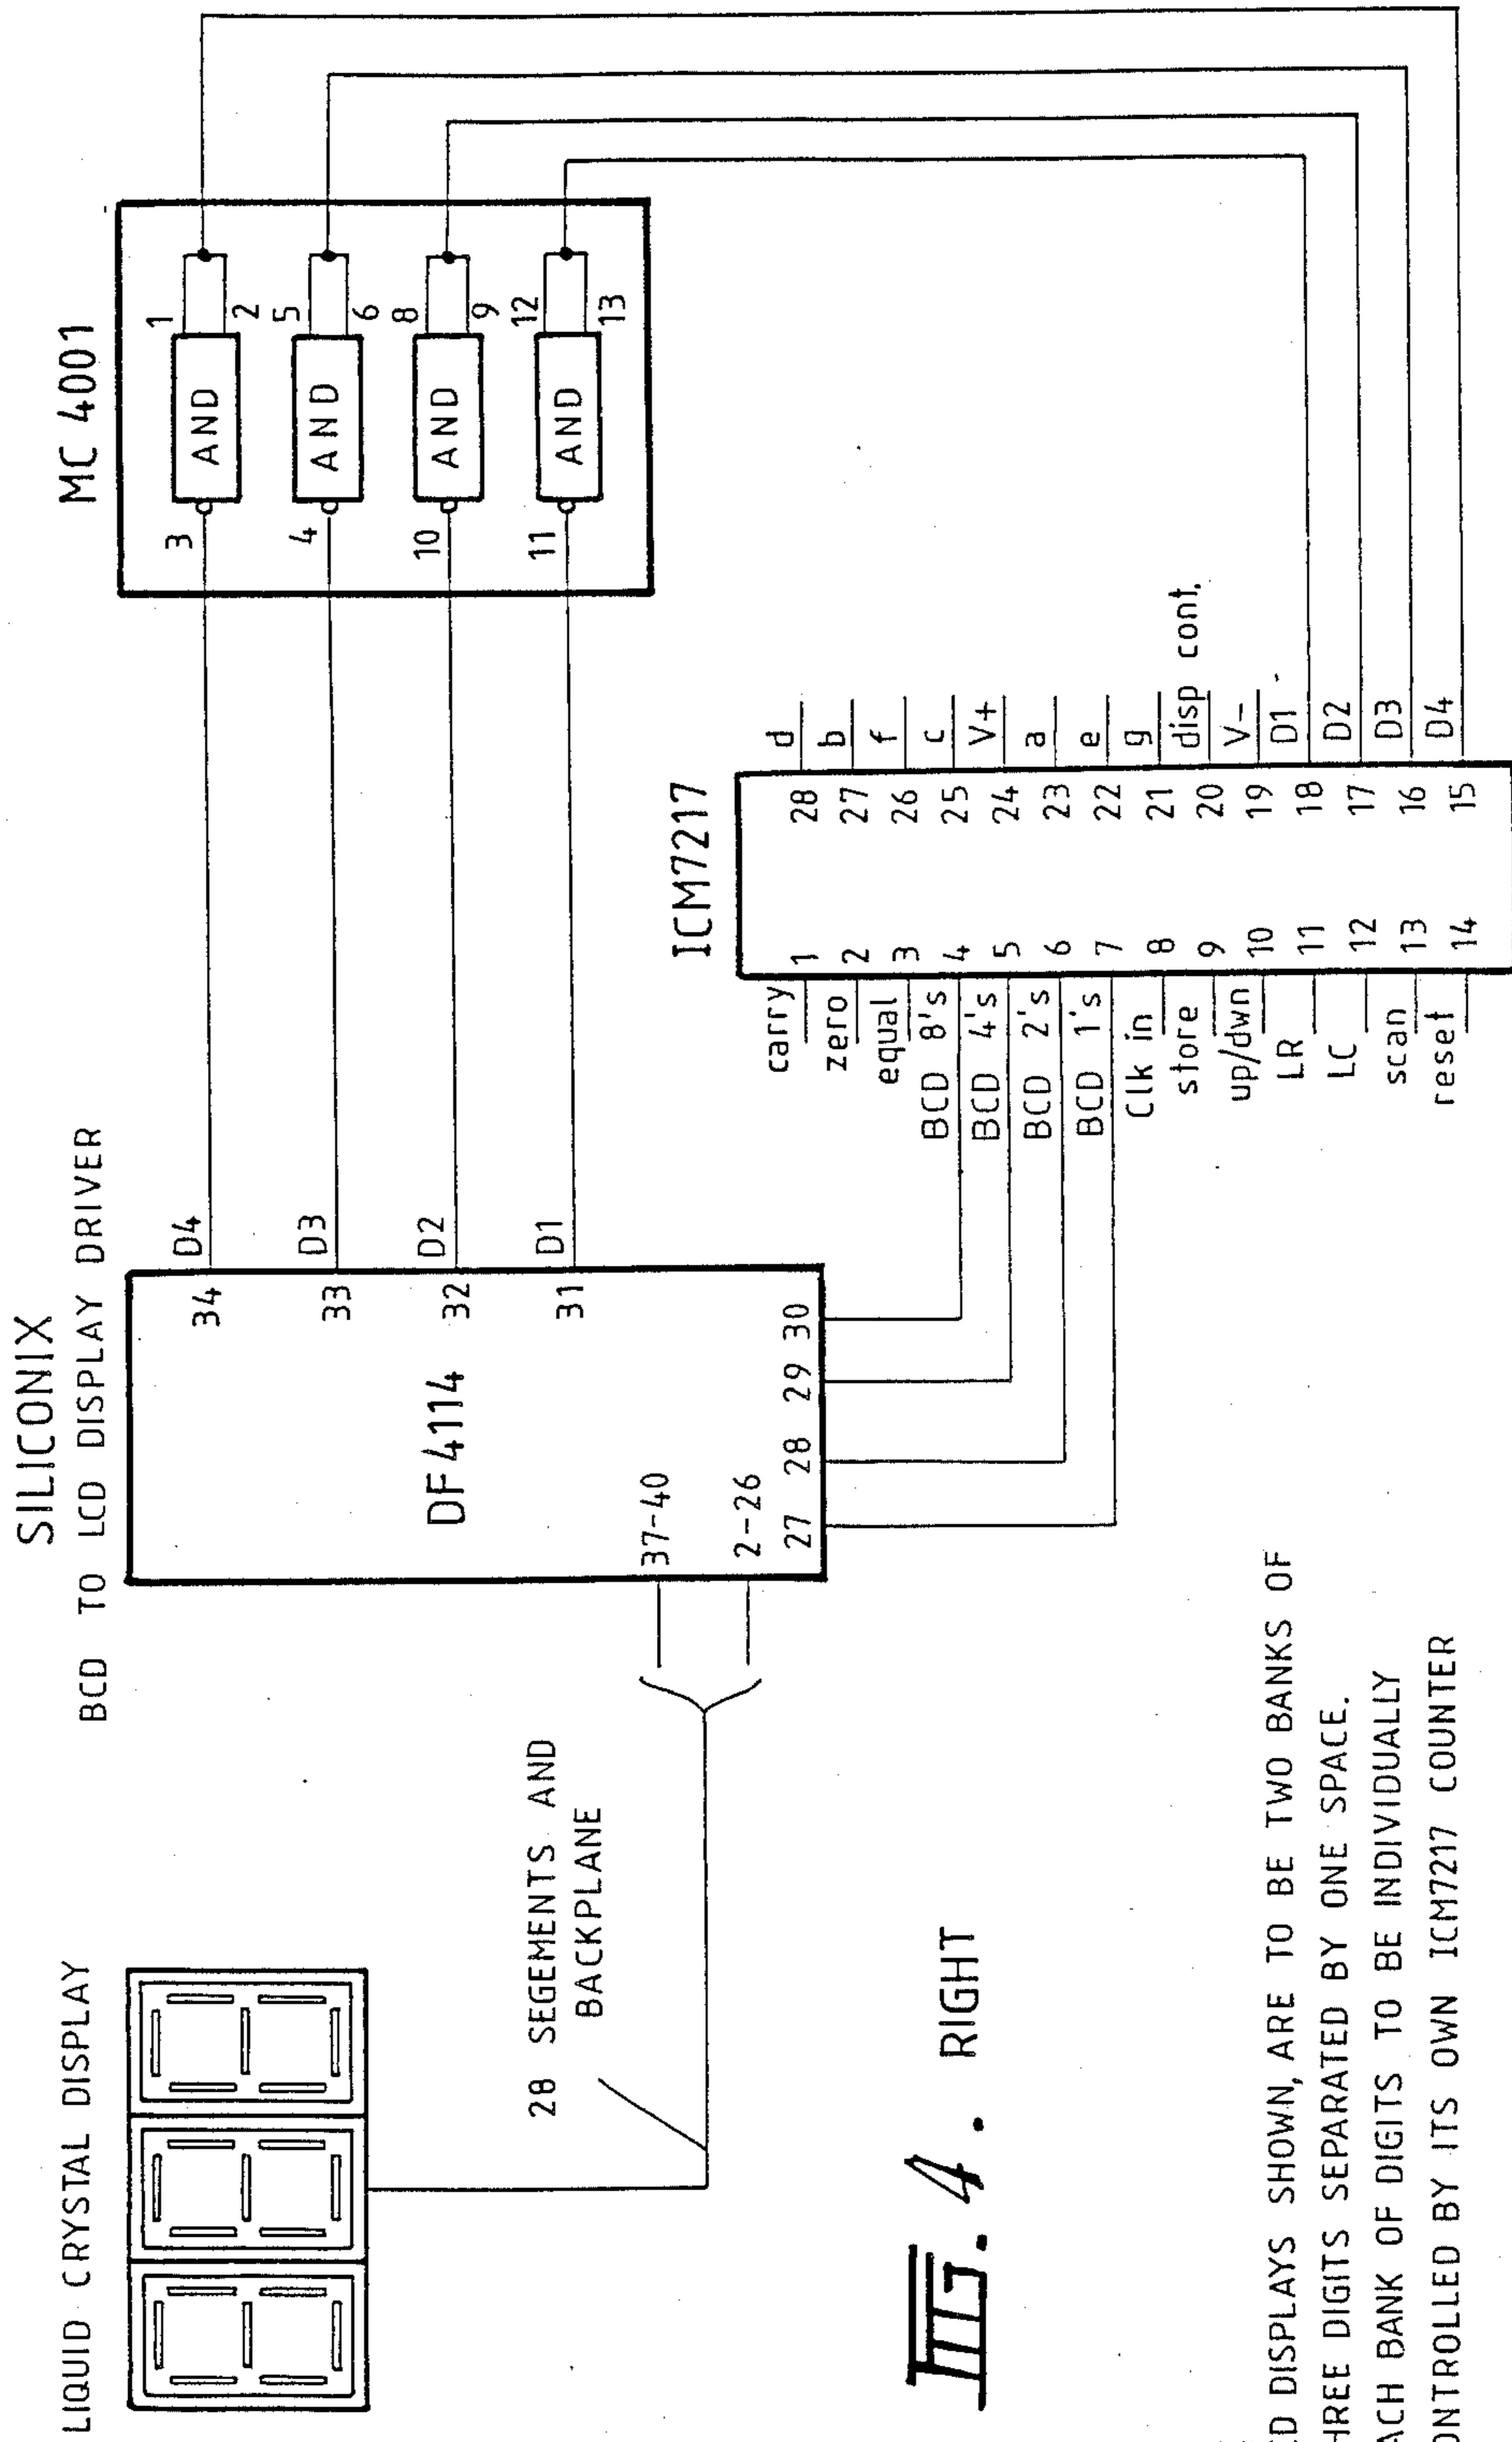 SILICONIX
LIQUID CRYSTAL DISPLAY
BCD TO LCD DISPLAY DRIVER
MC 4001
34 D4
3 AND 1
2
33 D3
4 AND 5
6
DF4114
32 D2
10 AND 8
9
31 D1
11 AND 12
13
28 SEGEMENTS AND
BACKPLANE
37-40
2-26
27 28 29 30
ICM7217
carry 1 28 d
zero 2 27 b
equal 3 26 f
BCD 8's 4 25 c
BCD 4's 5 24 V+
BCD 2's 6 23 a
BCD 1's 7 22 e
Clk in 8 21 g
store 9 20 disp cont.
up/dwn 10 19 V-
LR 11 18 D1
LC 12 17 D2
scan 13 16 D3
reset 14 15 D4
FIG. 4. RIGHT
DISPLAYS SHOWN, ARE TO BE TWO BANKS OF
HREE DIGITS SEPARATED BY ONE SPACE.
ACH BANK OF DIGITS TO BE INDIVIDUALLY
ONTROLLED BY ITS OWN ICM7217 COUNTER